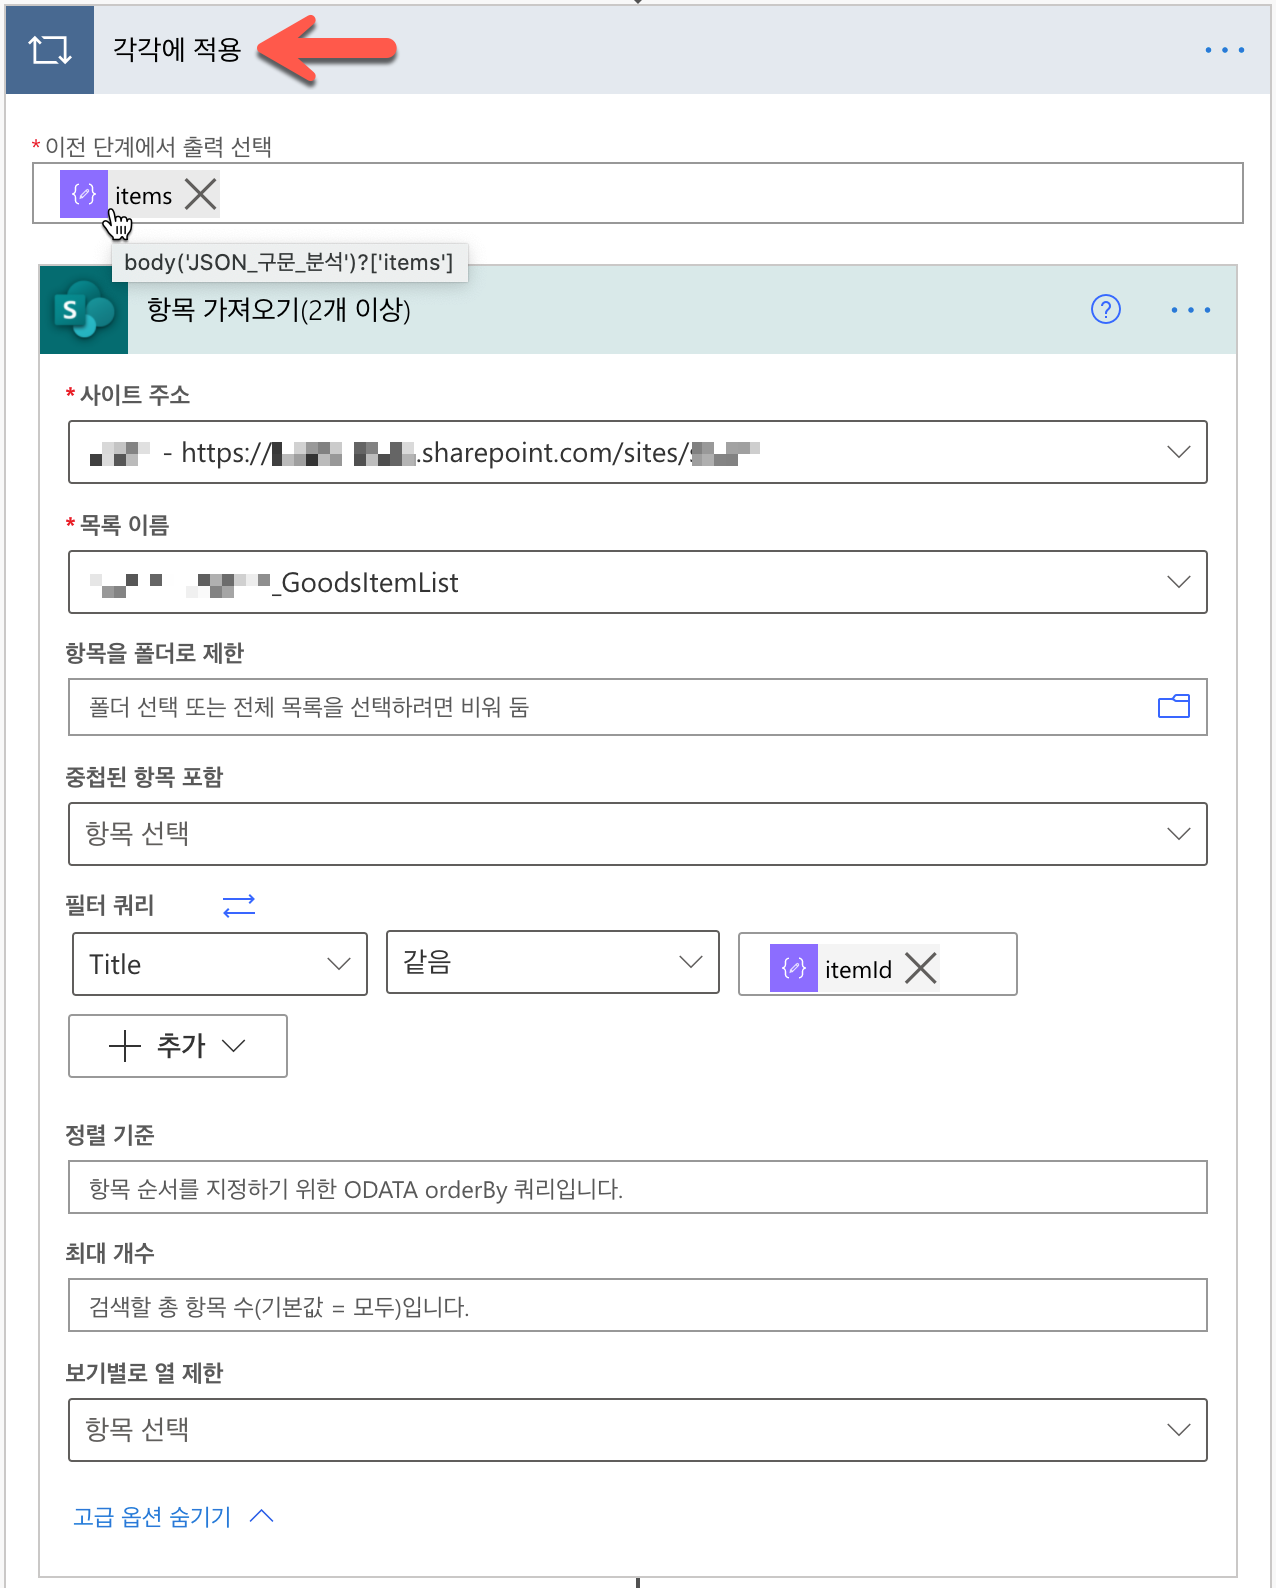 각각에 적용
* 이전 단계에서 출력 선택
items
body('JSON_구문_분석')?['items']
S
항목 가져오기(2개 이상)
?
* 사이트 주소
- https:// .sharepoint.com/sites/
* 목록 이름
_GoodsItemList
항목을 폴더로 제한
폴더 선택 또는 전체 목록을 선택하려면 비워 둠
중첩된 항목 포함
항목 선택
필터 쿼리
Title
같음
itemId
추가
정렬 기준
항목 순서를 지정하기 위한 ODATA orderBy 쿼리입니다.
최대 개수
검색할 총 항목 수(기본값 = 모두)입니다.
보기별로 열 제한
항목 선택
고급 옵션 숨기기